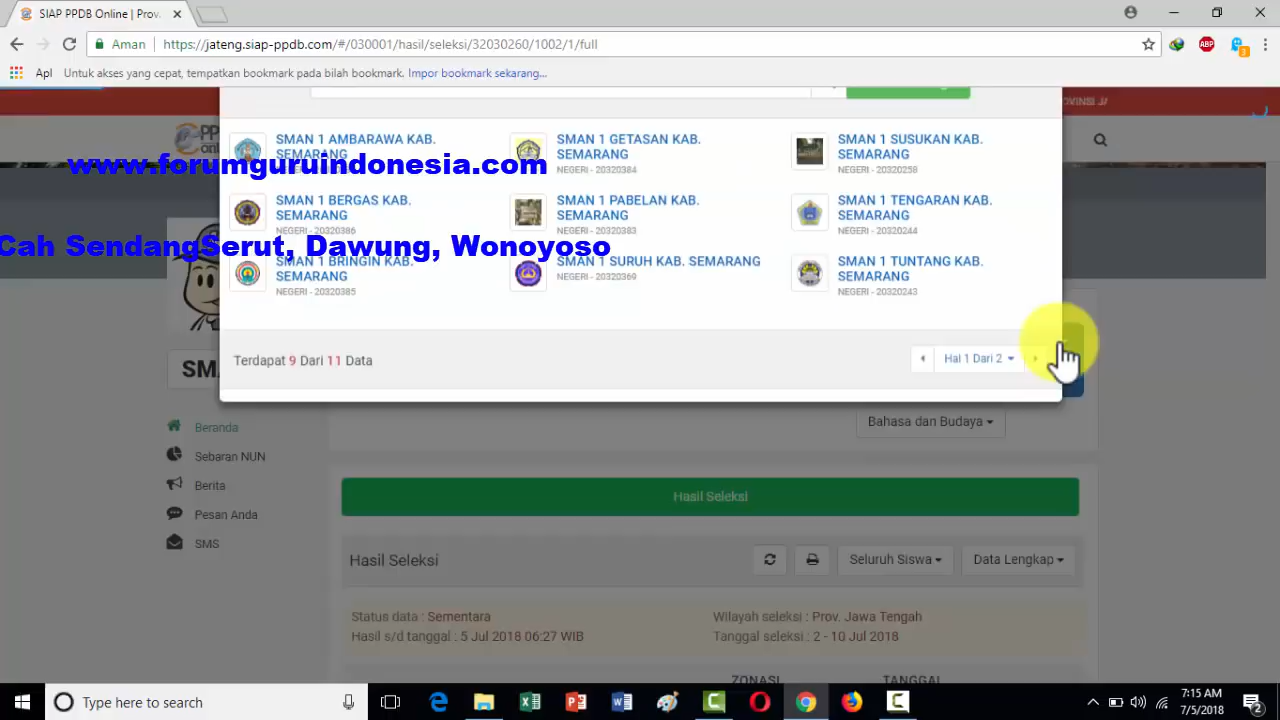 SIAP PPDB Online | Prov.
Aman
https://jateng.siap-ppdb.com/#/030001/hasil/seleksi/32030260/1002/1/full
ABP
3
Apl
Untuk akses yang cepat, tempatkan bookmark pada bilah bookmark.
Impor bookmark sekarang...
SMAN 1 AMBARAWA KAB.
SEMARANG
SMAN 1 GETASAN KAB.
SEMARANG
NEGERI - 20320384
SMAN 1 SUSUKAN KAB.
SEMARANG
NEGERI - 20320258
www.forumguruindonesia.com
SMAN 1 BERGAS KAB.
SEMARANG
NEGERI - 20320386
SMAN 1 PABELAN KAB.
SEMARANG
NEGERI - 20320383
SMAN 1 TENGARAN KAB.
SEMARANG
NEGERI - 20320244
Cah SendangSerut, Dawung, Wonoyoso
SMAN 1 BRINGIN KAB.
SEMARANG
NEGERI - 20320385
SMAN 1 SURUH KAB. SEMARANG
NEGERI - 20320369
SMAN 1 TUNTANG KAB.
SEMARANG
NEGERI - 20320243
Terdapat 9 Dari 11 Data
Hal 1 Dari 2
Beranda
Sebaran NUN
Berita
Pesan Anda
SMS
Bahasa dan Budaya
Hasil Seleksi
Hasil Seleksi
Seluruh Siswa
Data Lengkap
Status data : Sementara
Hasil s/d tanggal : 5 Jul 2018 06:27 WIB
Wilayah seleksi : Prov. Jawa Tengah
Tanggal seleksi : 2 - 10 Jul 2018
ZONASI
TANGGAL
Type here to search
7:15 AM
7/5/2018
2